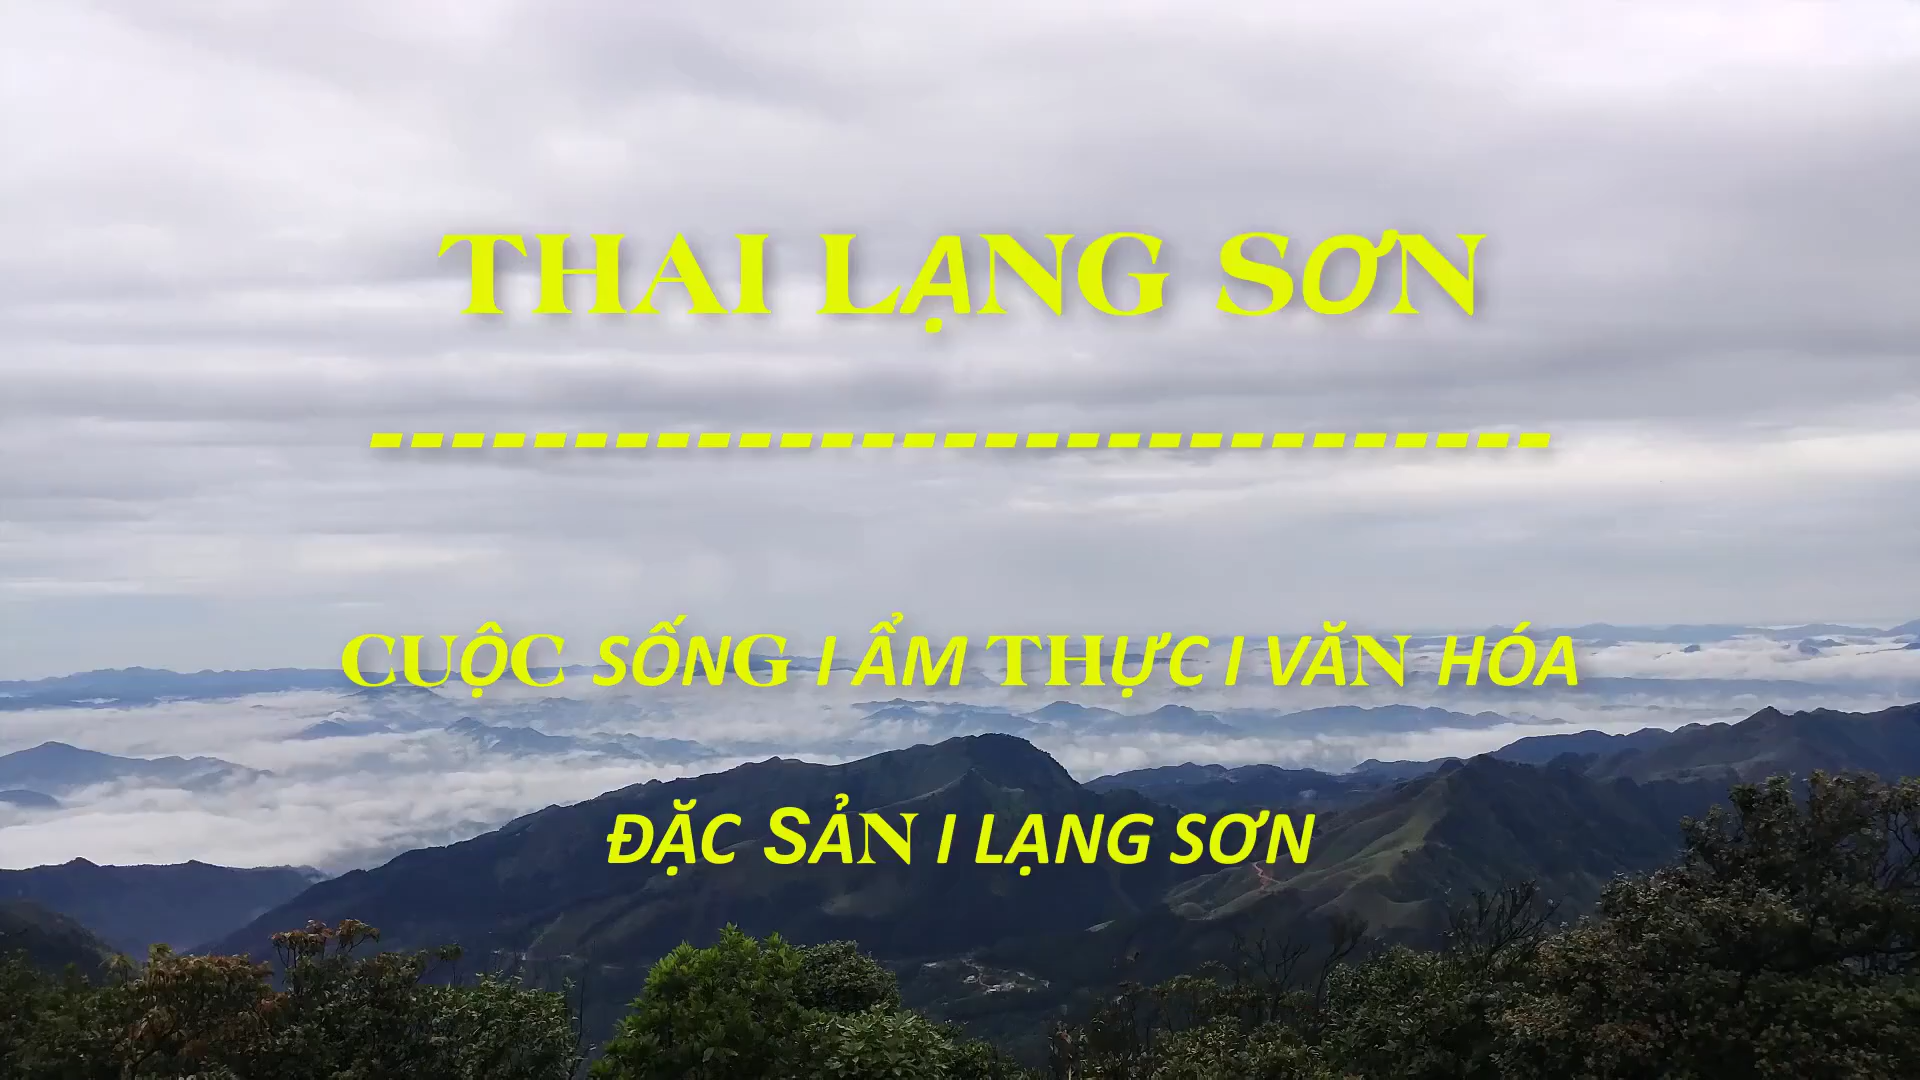 THAI LẠNG SƠN
-----------------------------
CUỘC SỐNG I ẨM THỰC I VĂN HÓA
ĐẶC SẢN I LẠNG SƠN